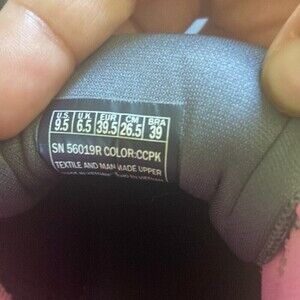 U.S. U.K. EUR CM BRA
9.5 6.5 39.5 26.5 39
SN 56019R COLOR:CCPK
TEXTILE AND MAN MADE UPPER